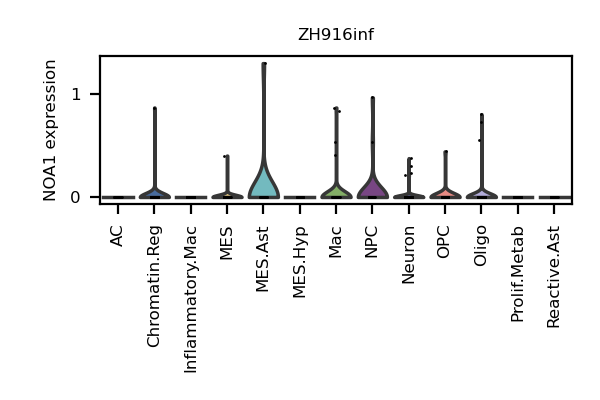 ZH916inf
NOA1 expression
1
0
AC
Chromatin.Reg
Inflammatory.Mac
MES
MES.Ast
MES.Hyp
Mac
NPC
Neuron
OPC
Oligo
Prolif.Metab
Reactive.Ast